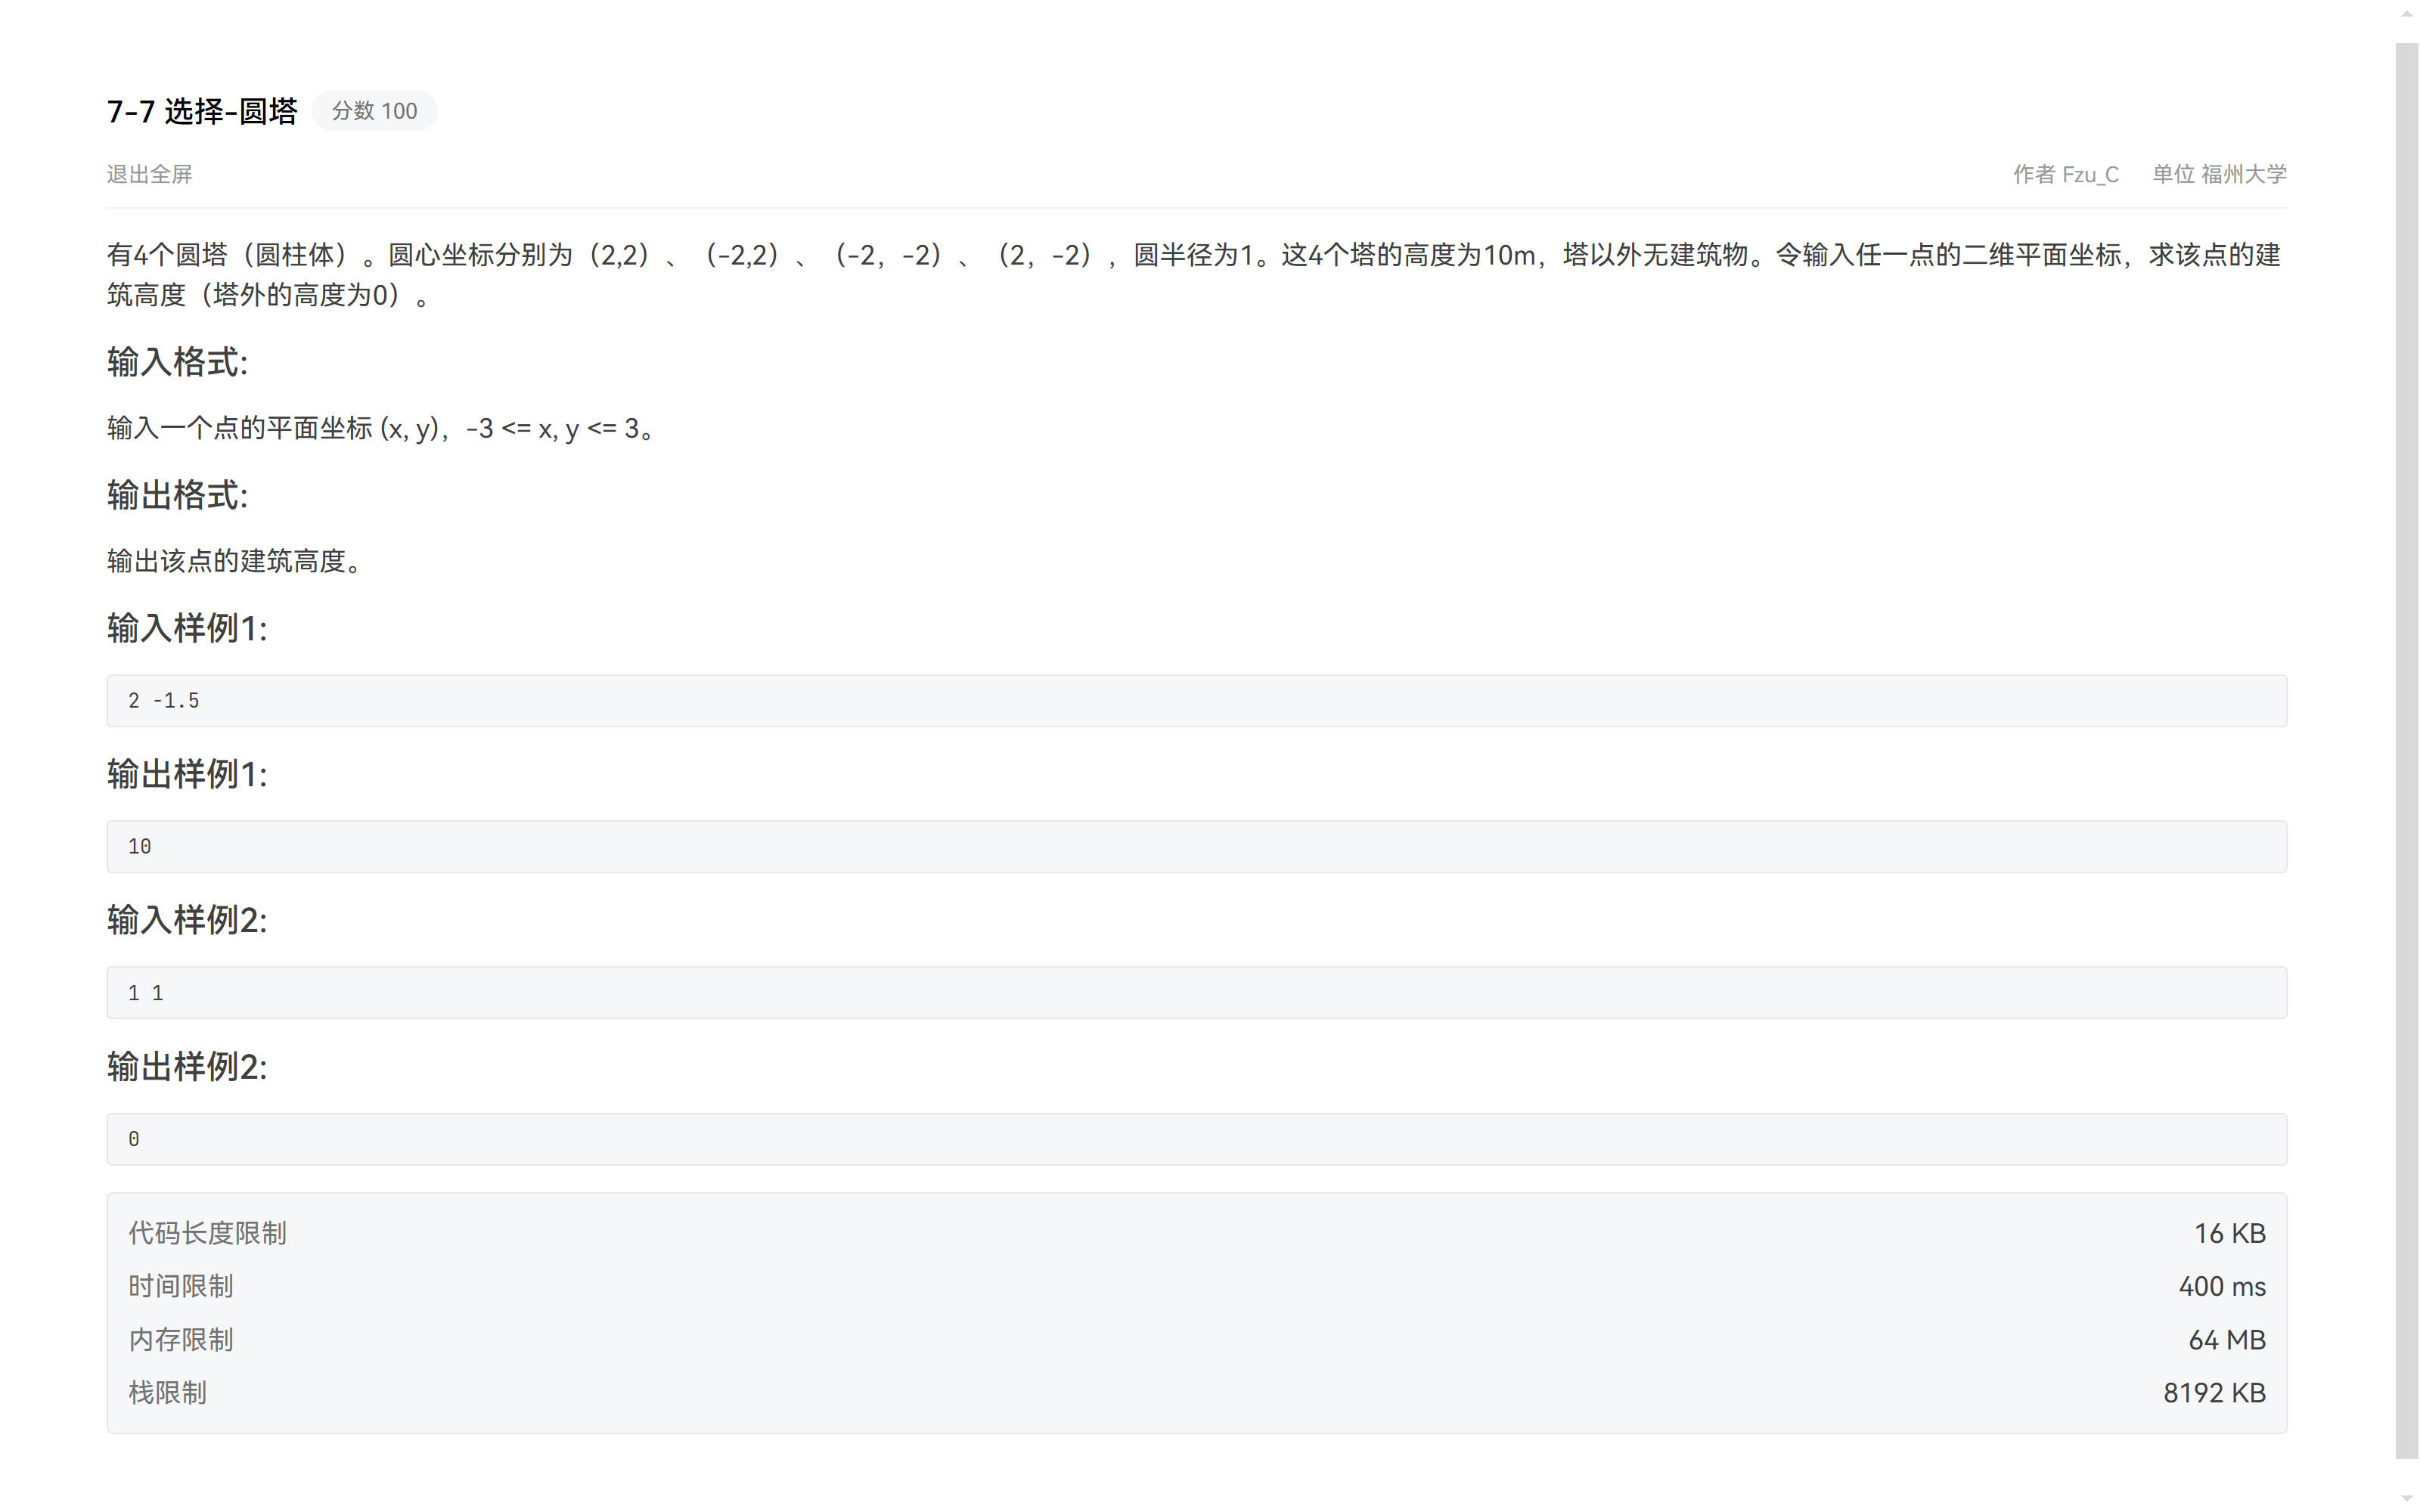 7-7 选择-圆塔 分数 100
退出全屏 作者 Fzu_C 单位 福州大学
有4个圆塔（圆柱体）。圆心坐标分别为（2,2）、（-2,2）、（-2，-2）、（2，-2），圆半径为1。这4个塔的高度为10m，塔以外无建筑物。令输入任一点的二维平面坐标，求该点的建
筑高度（塔外的高度为0）。
输入格式:
输入一个点的平面坐标 (x, y)，-3 <= x, y <= 3。
输出格式:
输出该点的建筑高度。
输入样例1:
2 -1.5
输出样例1:
10
输入样例2:
1 1
输出样例2:
0
代码长度限制 16 KB
时间限制 400 ms
内存限制 64 MB
栈限制 8192 KB